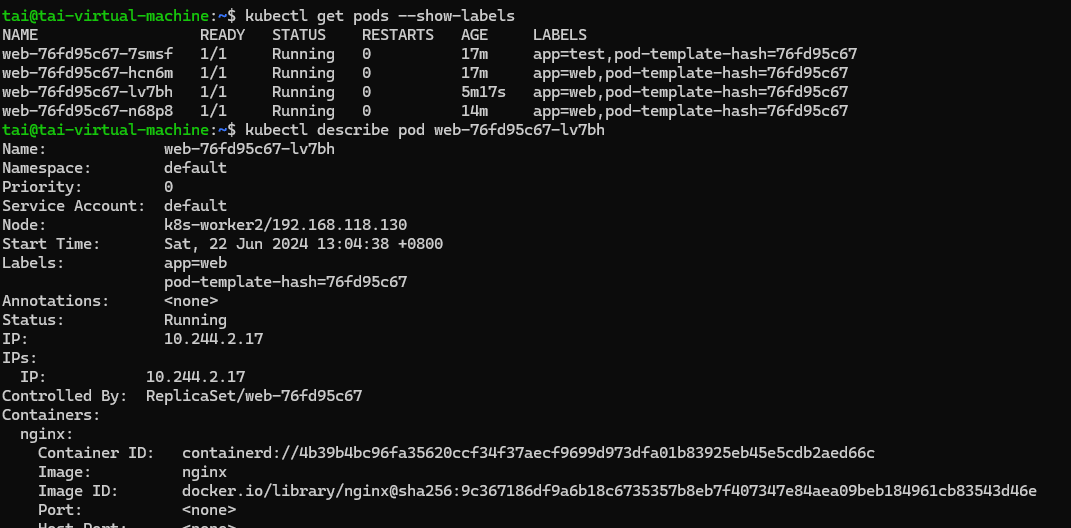 tai@tai-virtual-machine:~$ kubectl get pods --show-labels
NAME READY STATUS RESTARTS AGE LABELS
web-76fd95c67-7smsf 1/1 Running 0 17m app=test,pod-template-hash=76fd95c67
web-76fd95c67-hcn6m 1/1 Running 0 17m app=web,pod-template-hash=76fd95c67
web-76fd95c67-lv7bh 1/1 Running 0 5m17s app=web,pod-template-hash=76fd95c67
web-76fd95c67-n68p8 1/1 Running 0 14m app=web,pod-template-hash=76fd95c67
tai@tai-virtual-machine:~$ kubectl describe pod web-76fd95c67-lv7bh
Name: web-76fd95c67-lv7bh
Namespace: default
Priority: 0
Service Account: default
Node: k8s-worker2/192.168.118.130
Start Time: Sat, 22 Jun 2024 13:04:38 +0800
Labels: app=web
pod-template-hash=76fd95c67
Annotations: <none>
Status: Running
IP: 10.244.2.17
IPs:
IP: 10.244.2.17
Controlled By: ReplicaSet/web-76fd95c67
Containers:
nginx:
Container ID: containerd://4b39b4bc96fa35620ccf34f37aecf9699d973dfa01b83925eb45e5cdb2aed66c
Image: nginx
Image ID: docker.io/library/nginx@sha256:9c367186df9a6b18c6735357b8eb7f407347e84aea09beb184961cb83543d46e
Port: <none>
Host Port: <none>